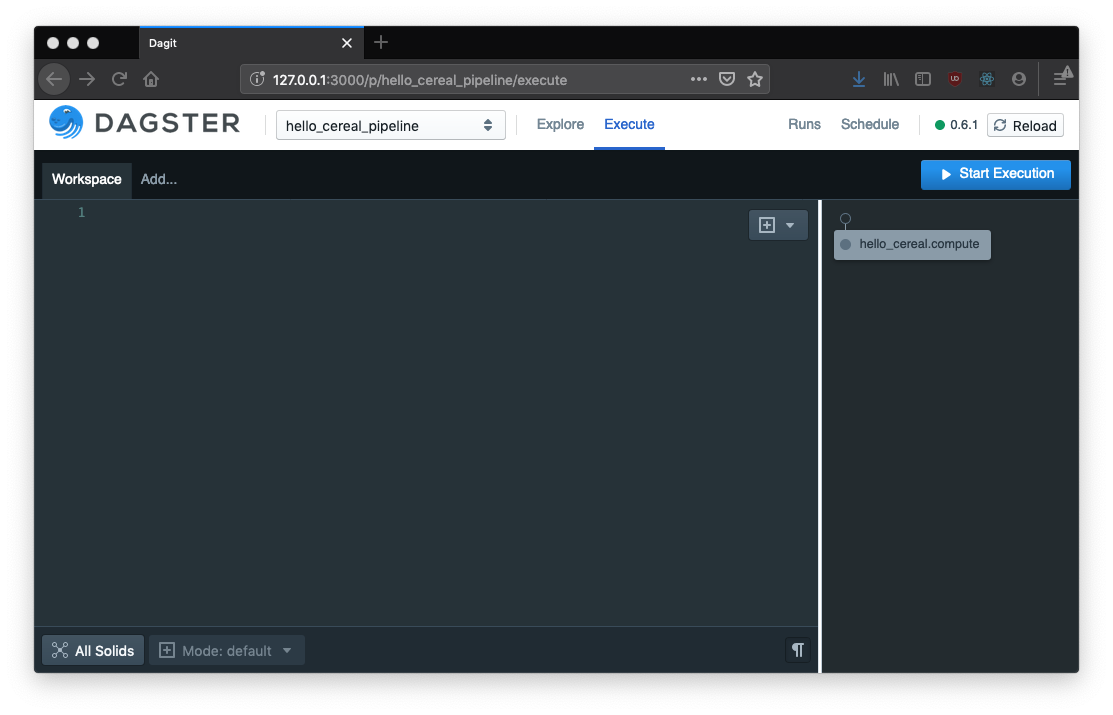 Dagit
127.0.0.1:3000/p/hello_cereal_pipeline/execute
DAGSTER
hello_cereal_pipeline
Explore
Execute
Runs
Schedule
0.6.1
Reload
Workspace
Add...
Start Execution
1
hello_cereal.compute
All Solids
Mode: default
¶